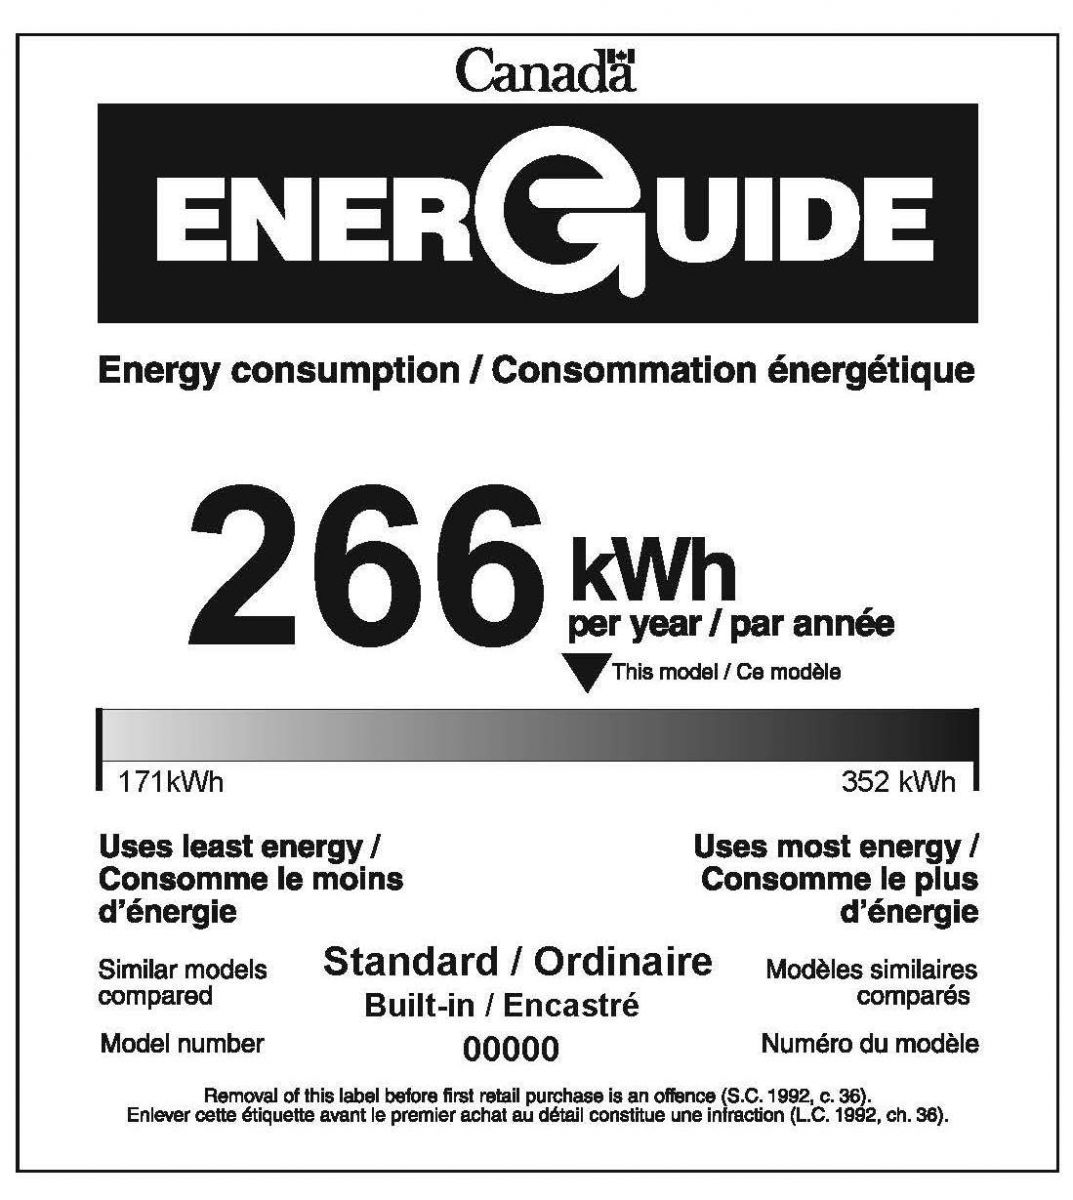 Canada
ENERGUIDE
Energy consumption / Consommation énergétique
266 kWh
per year / par année
This model / Ce modèle
171kWh 352 kWh
Uses least energy / Uses most energy /
Consomme le moins Consomme le plus
d'énergie d'énergie
Similar models compared Standard / Ordinaire Modèles similaires comparés
Built-in / Encastré
Model number 00000 Numéro du modèle
Removal of this label before first retail purchase is an offence (S.C. 1992, c. 36).
Enlever cette étiquette avant le premier achat au détail constitue une infraction (L.C. 1992, ch. 36).